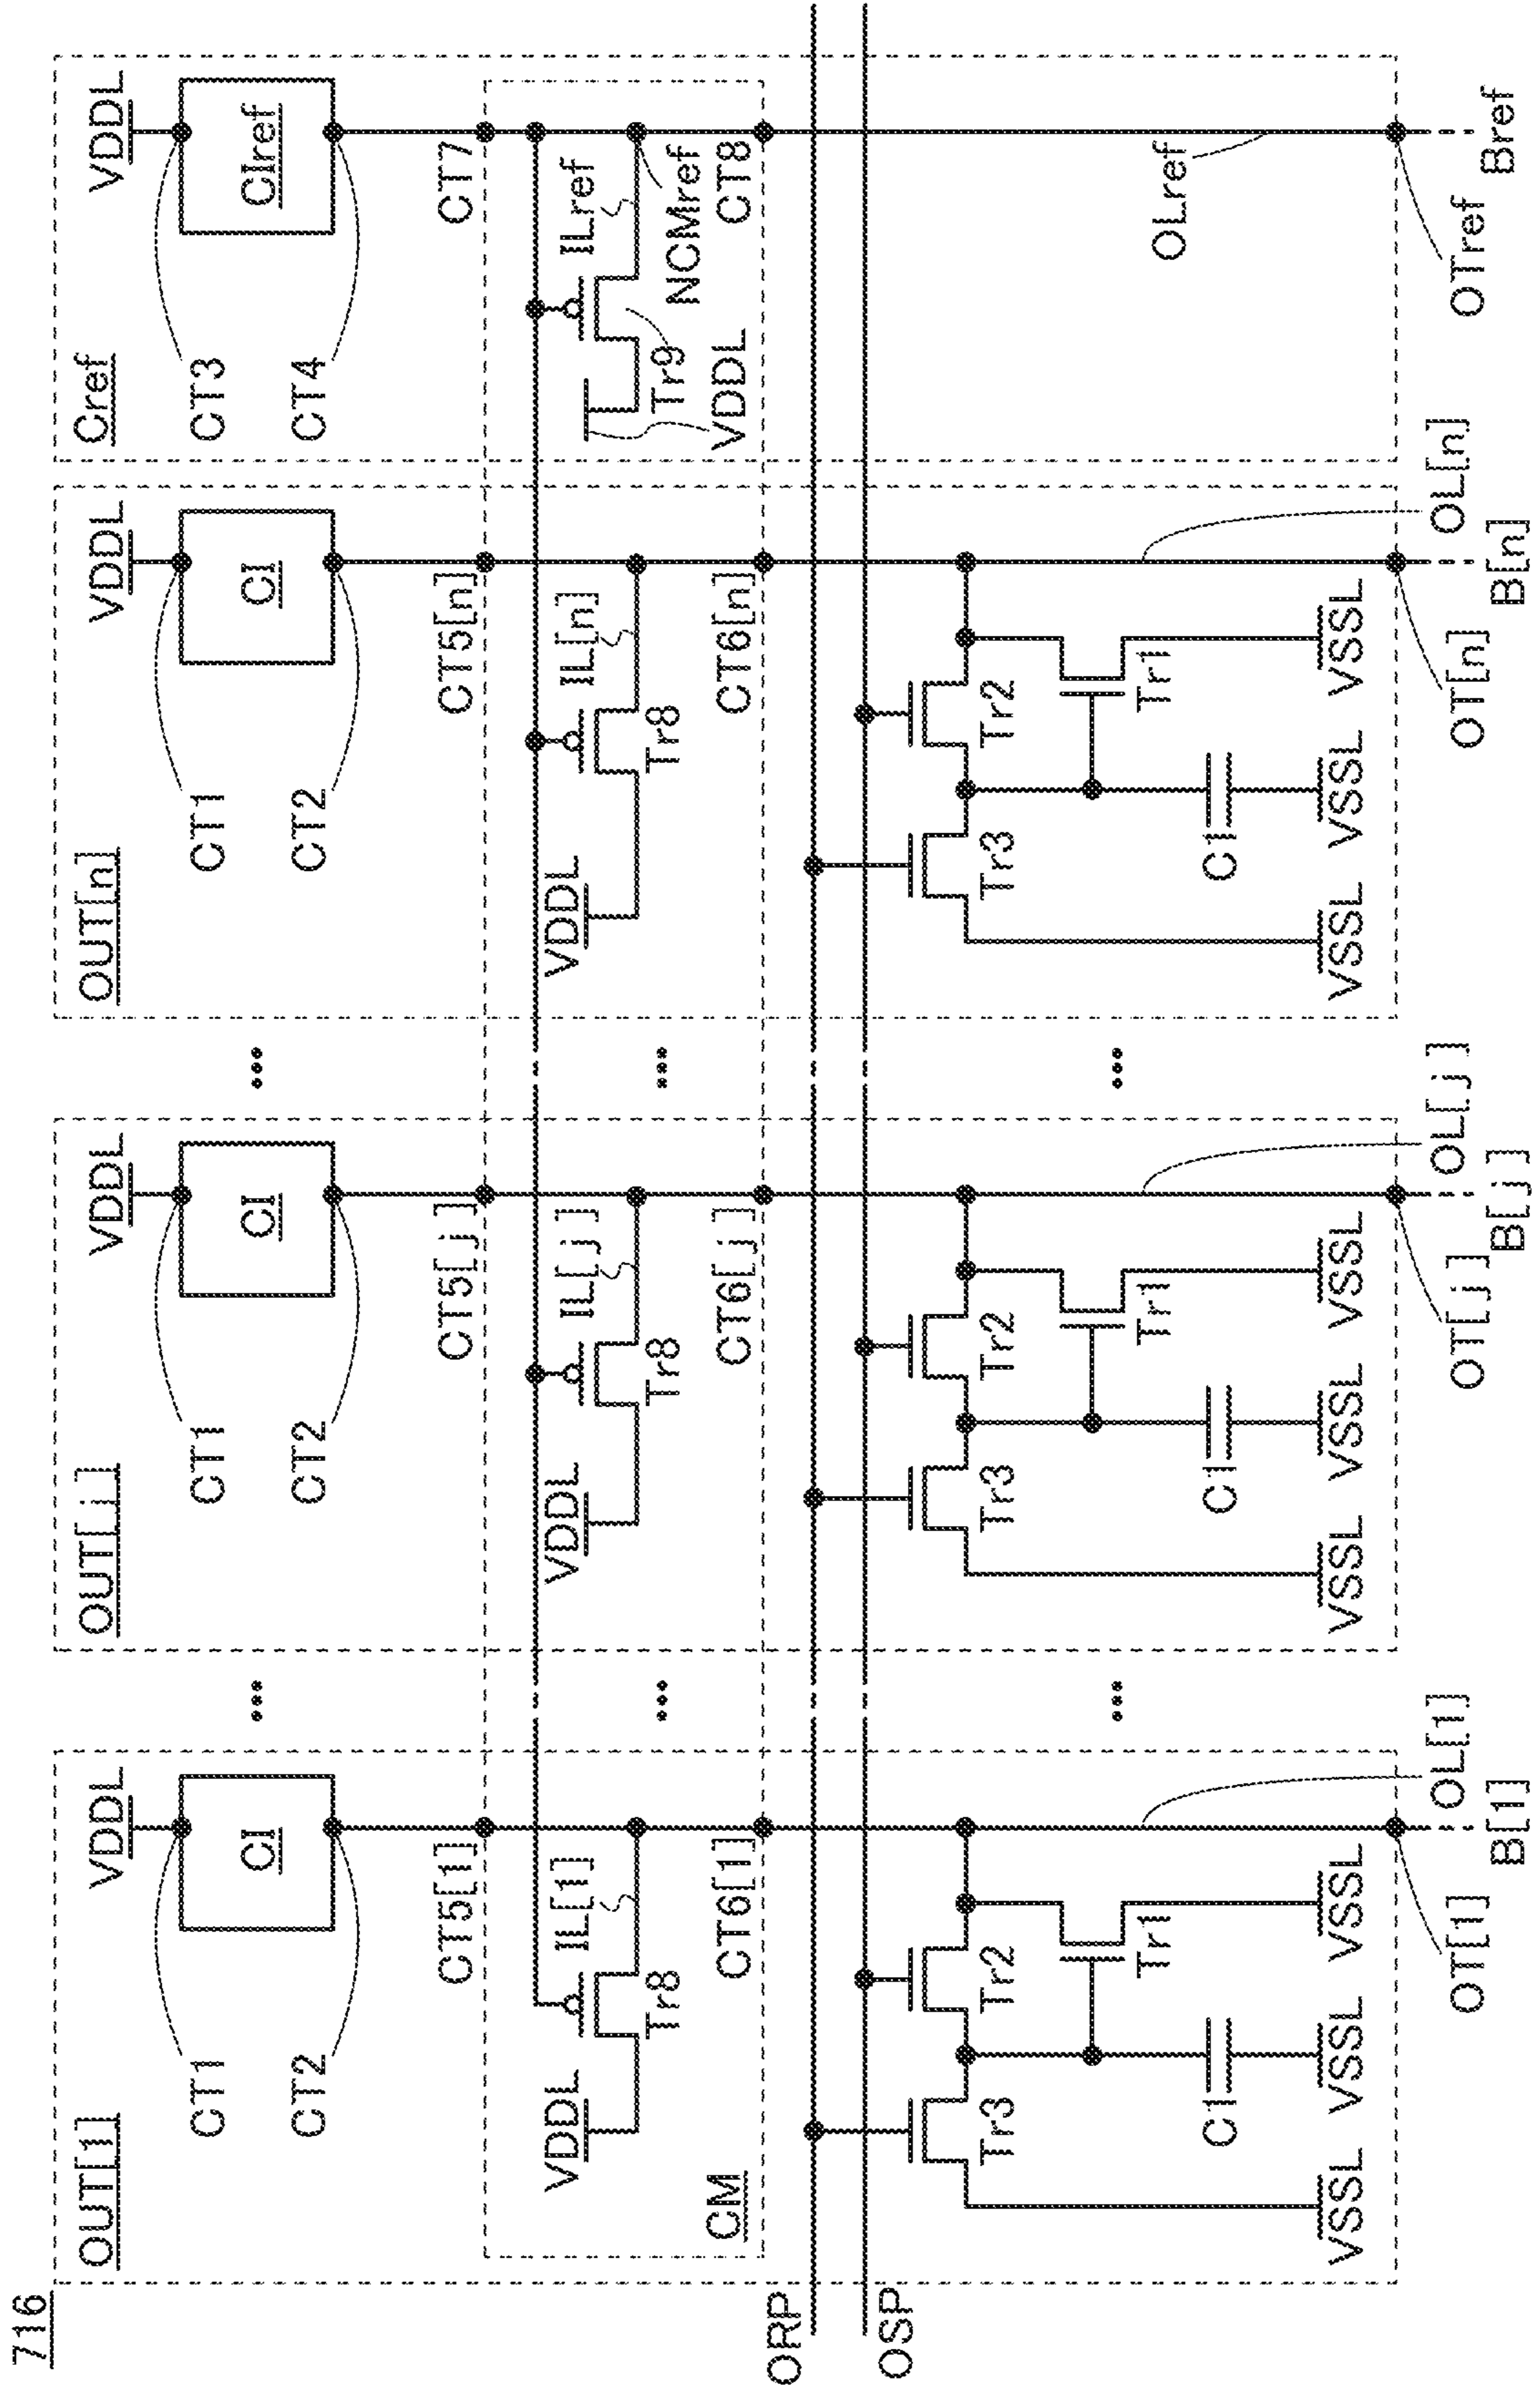 716
OUT[1]
VDDL
CI
CT1
CT2
CT5[1]
IL[1]
VDDL
Tr8
CT6[1]
CM
ORP
OSP
Tr3
Tr2
Tr1
C1
VSSL
VSSL
VSSL
OL[1]
OT[1]
B[1]
...
...
...
OUT[j]
VDDL
CI
CT1
CT2
CT5[j]
IL[j]
VDDL
Tr8
CT6[j]
Tr3
Tr2
Tr1
C1
VSSL
VSSL
VSSL
OL[j]
OT[j]
B[j]
...
...
...
OUT[n]
VDDL
CI
CT1
CT2
CT5[n]
IL[n]
VDDL
Tr8
CT6[n]
Tr3
Tr2
Tr1
C1
VSSL
VSSL
VSSL
OL[n]
OT[n]
B[n]
Cref
VDDL
CIref
CT3
CT4
CT7
ILref
NCMref
Tr9
VDDL
CT8
OLref
OTref
Bref